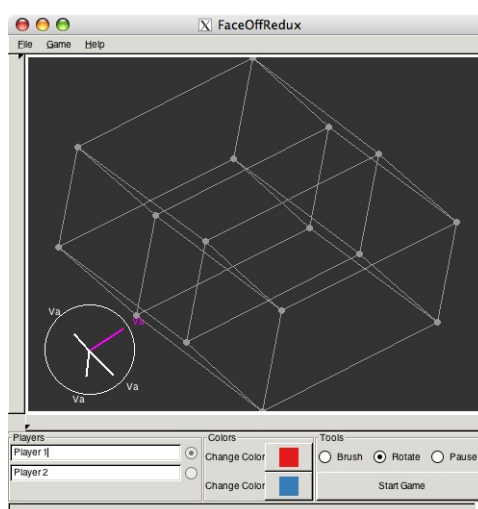 X FaceOffRedux
File Game Help
Va
Va
Va
Va
Players Colors Tools
Player 1 Change Color Brush Rotate Pause
Player 2 Change Color Start Game